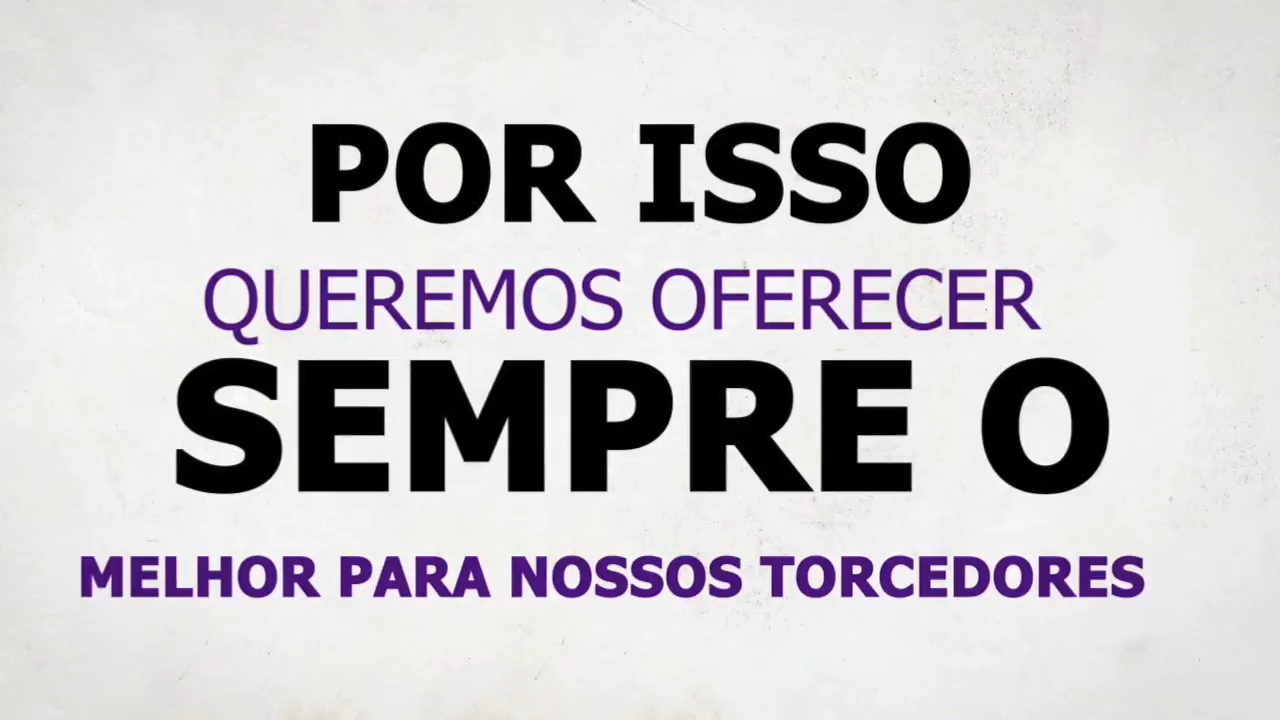 POR ISSO
QUEREMOS OFERECER
SEMPRE O
MELHOR PARA NOSSOS TORCEDORES